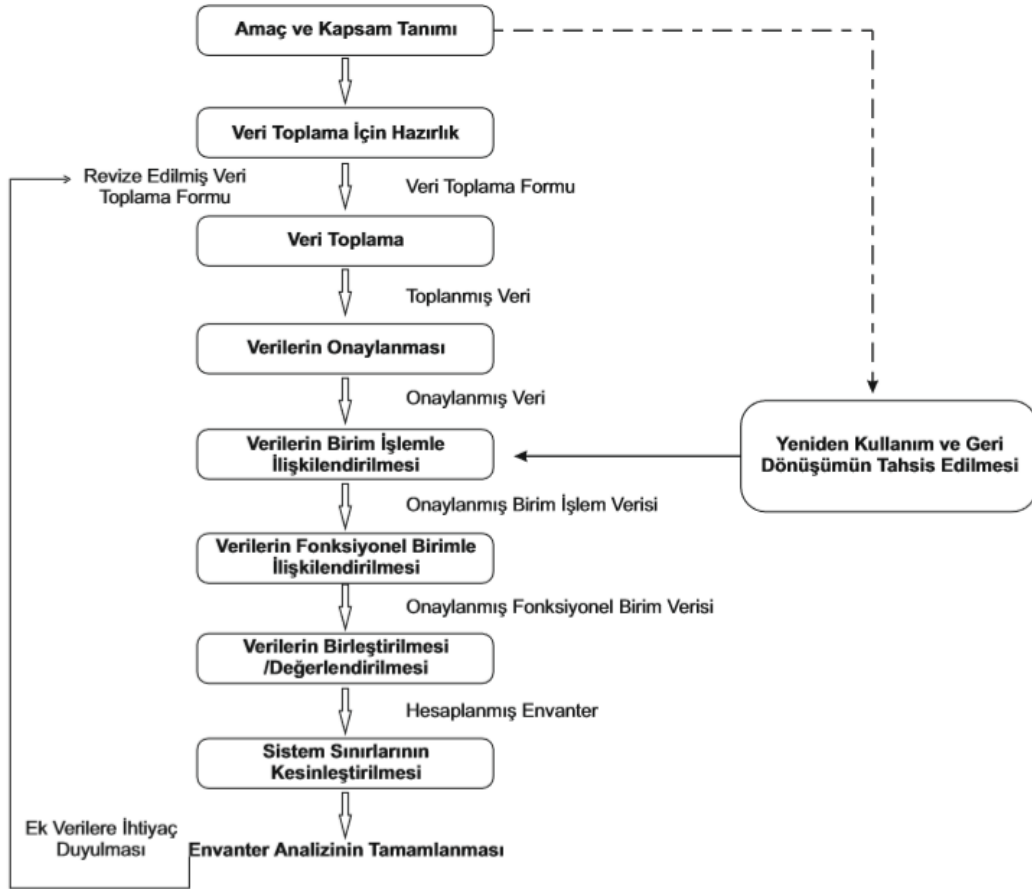 Amaç ve Kapsam Tanımı
Veri Toplama İçin Hazırlık
Revize Edilmiş Veri
Toplama Formu
Veri Toplama Formu
Veri Toplama
Toplanmış Veri
Verilerin Onaylanması
Onaylanmış Veri
Verilerin Birim İşlemle
İlişkilendirilmesi
Yeniden Kullanım ve Geri
Dönüşümün Tahsis Edilmesi
Onaylanmış Birim İşlem Verisi
Verilerin Fonksiyonel Birimle
İlişkilendirilmesi
Onaylanmış Fonksiyonel Birim Verisi
Verilerin Birleştirilmesi
/Değerlendirilmesi
Hesaplanmış Envanter
Sistem Sınırlarının
Kesinleştirilmesi
Ek Verilere İhtiyaç
Duyulması
Envanter Analizinin Tamamlanması